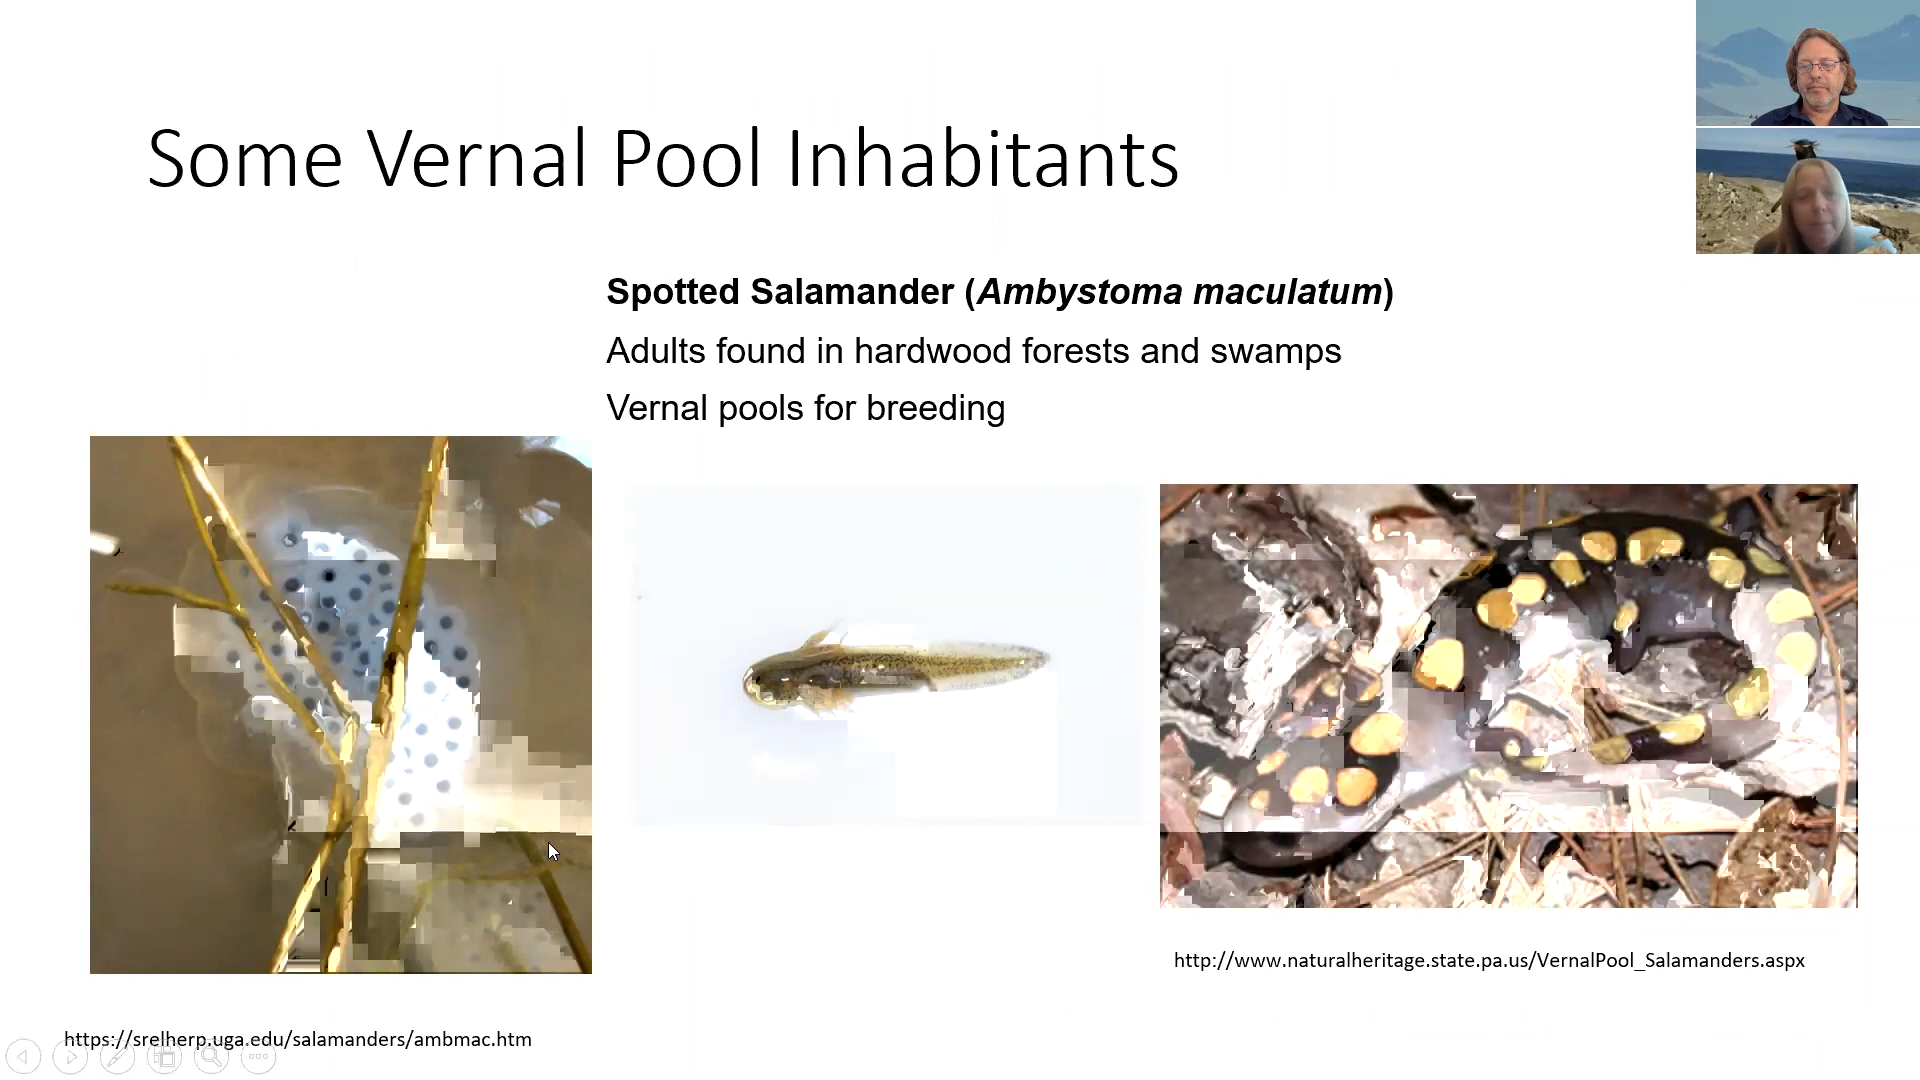 Some Vernal Pool Inhabitants
Spotted Salamander (Ambystoma maculatum)
Adults found in hardwood forests and swamps
Vernal pools for breeding
http://www.naturalheritage.state.pa.us/VernalPool_Salamanders.aspx
https://srelherp.uga.edu/salamanders/ambmac.htm